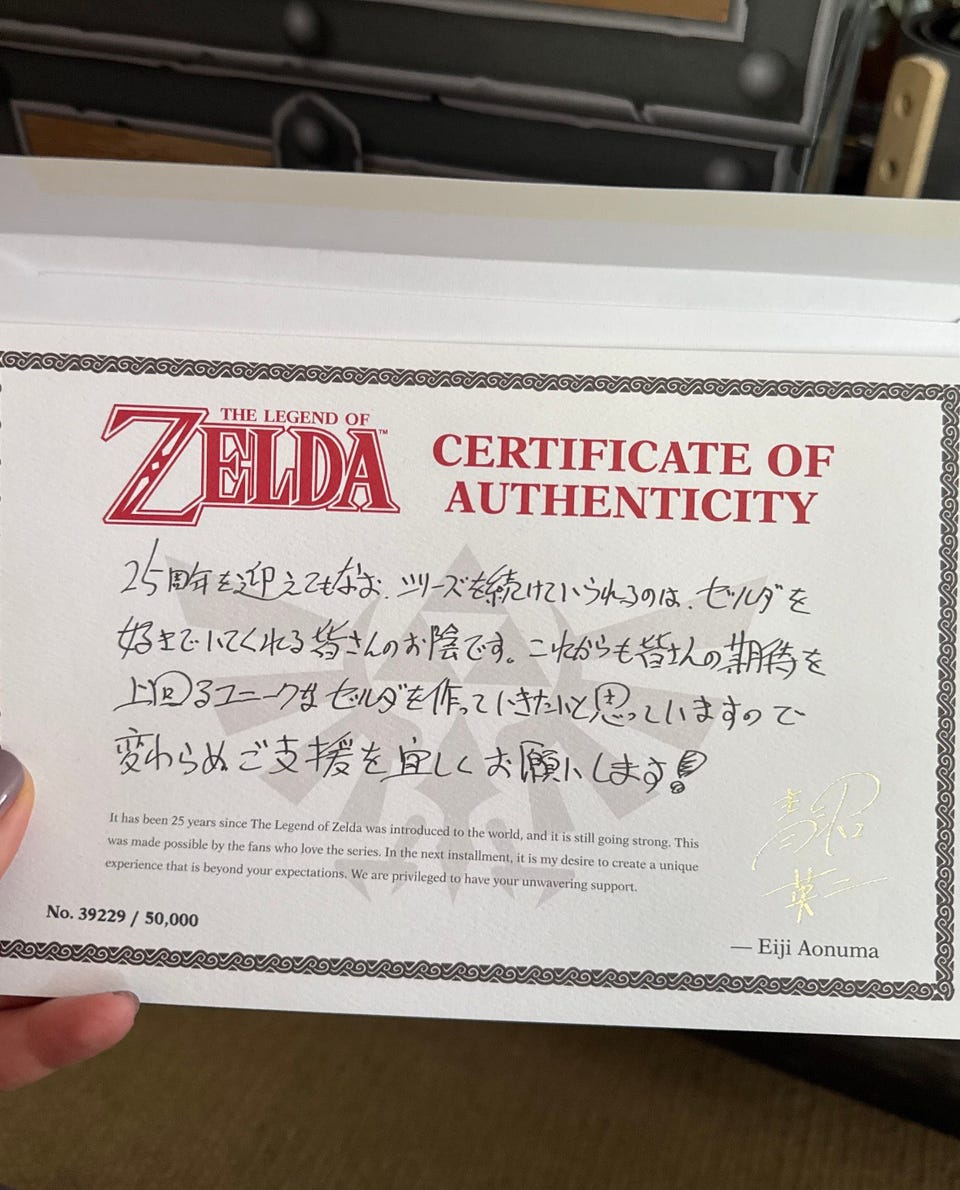 THE LEGEND OF
ZELDA™
CERTIFICATE OF
AUTHENTICITY
25周年を迎えてもなお、シリーズを続けていられるのは、ゼルダを
好きでいてくれる皆さんのお陰です。これからも皆さんの期待を
上回るユニークなゼルダを作っていきたいと思っていますので
変わらぬご支援を宜しくお願いします!
It has been 25 years since The Legend of Zelda was introduced to the world, and it is still going strong. This
was made possible by the fans who love the series. In the next installment, it is my desire to create a unique
experience that is beyond your expectations. We are privileged to have your unwavering support.
青沼
英二
No. 39229 / 50,000
— Eiji Aonuma